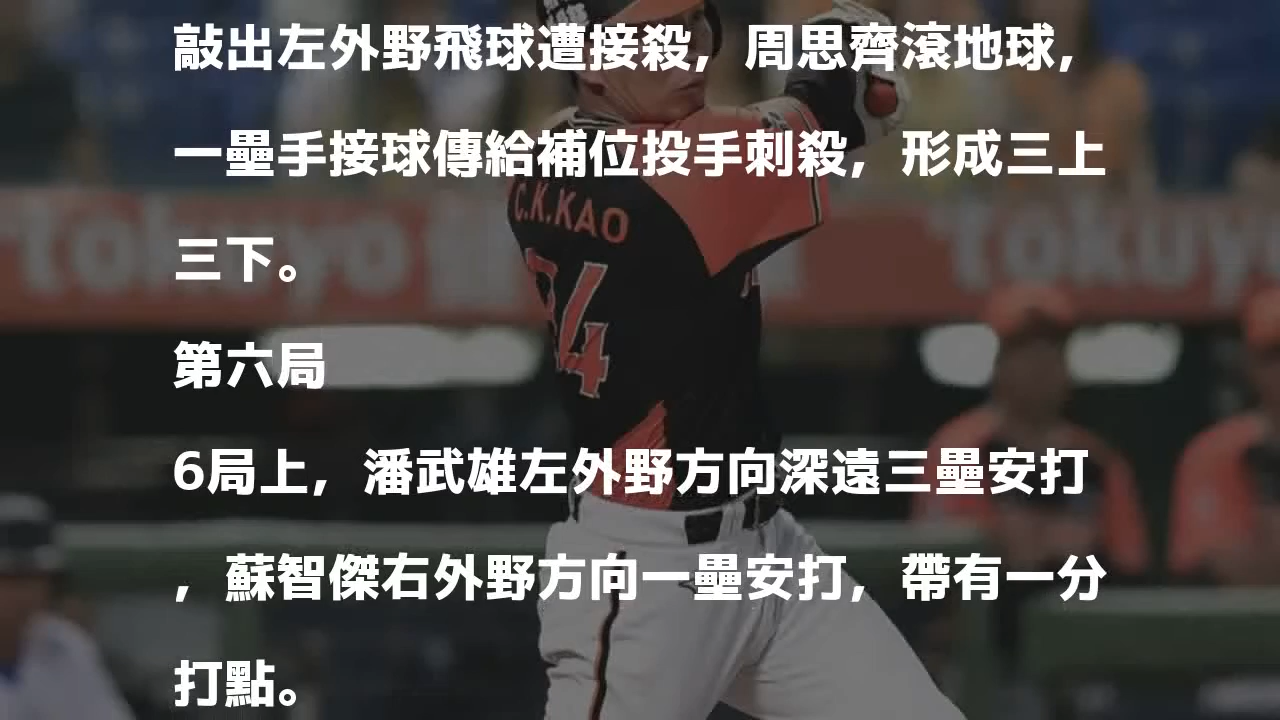 敲出左外野飛球遭接殺，周思齊滾地球，
一壘手接球傳給補位投手刺殺，形成三上
三下。
第六局
6局上，潘武雄左外野方向深遠三壘安打
，蘇智傑右外野方向一壘安打，帶有一分
打點。
C.K.KAO
24
Tokuyo
Tokuyo